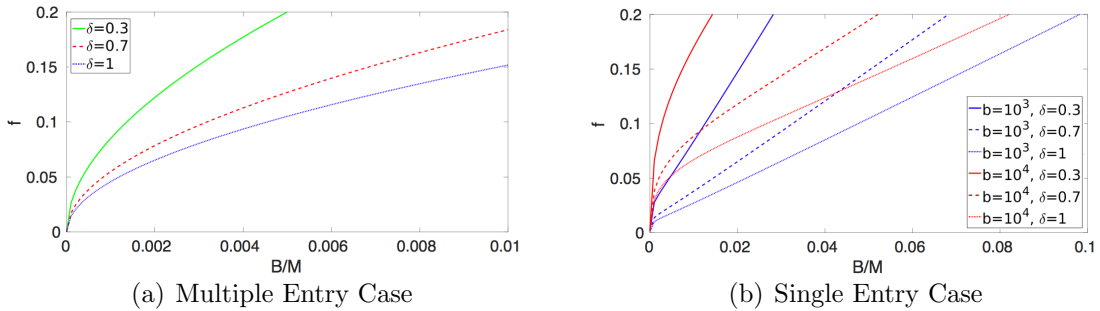 0.2
0.15
0.1
0.05
0
f
δ=0.3
δ=0.7
δ=1
0 0.002 0.004 0.006 0.008 0.01
B/M
(a) Multiple Entry Case
0.2
0.15
0.1
0.05
0
f
b=10³, δ=0.3
b=10³, δ=0.7
b=10³, δ=1
b=10⁴, δ=0.3
b=10⁴, δ=0.7
b=10⁴, δ=1
0 0.02 0.04 0.06 0.08 0.1
B/M
(b) Single Entry Case